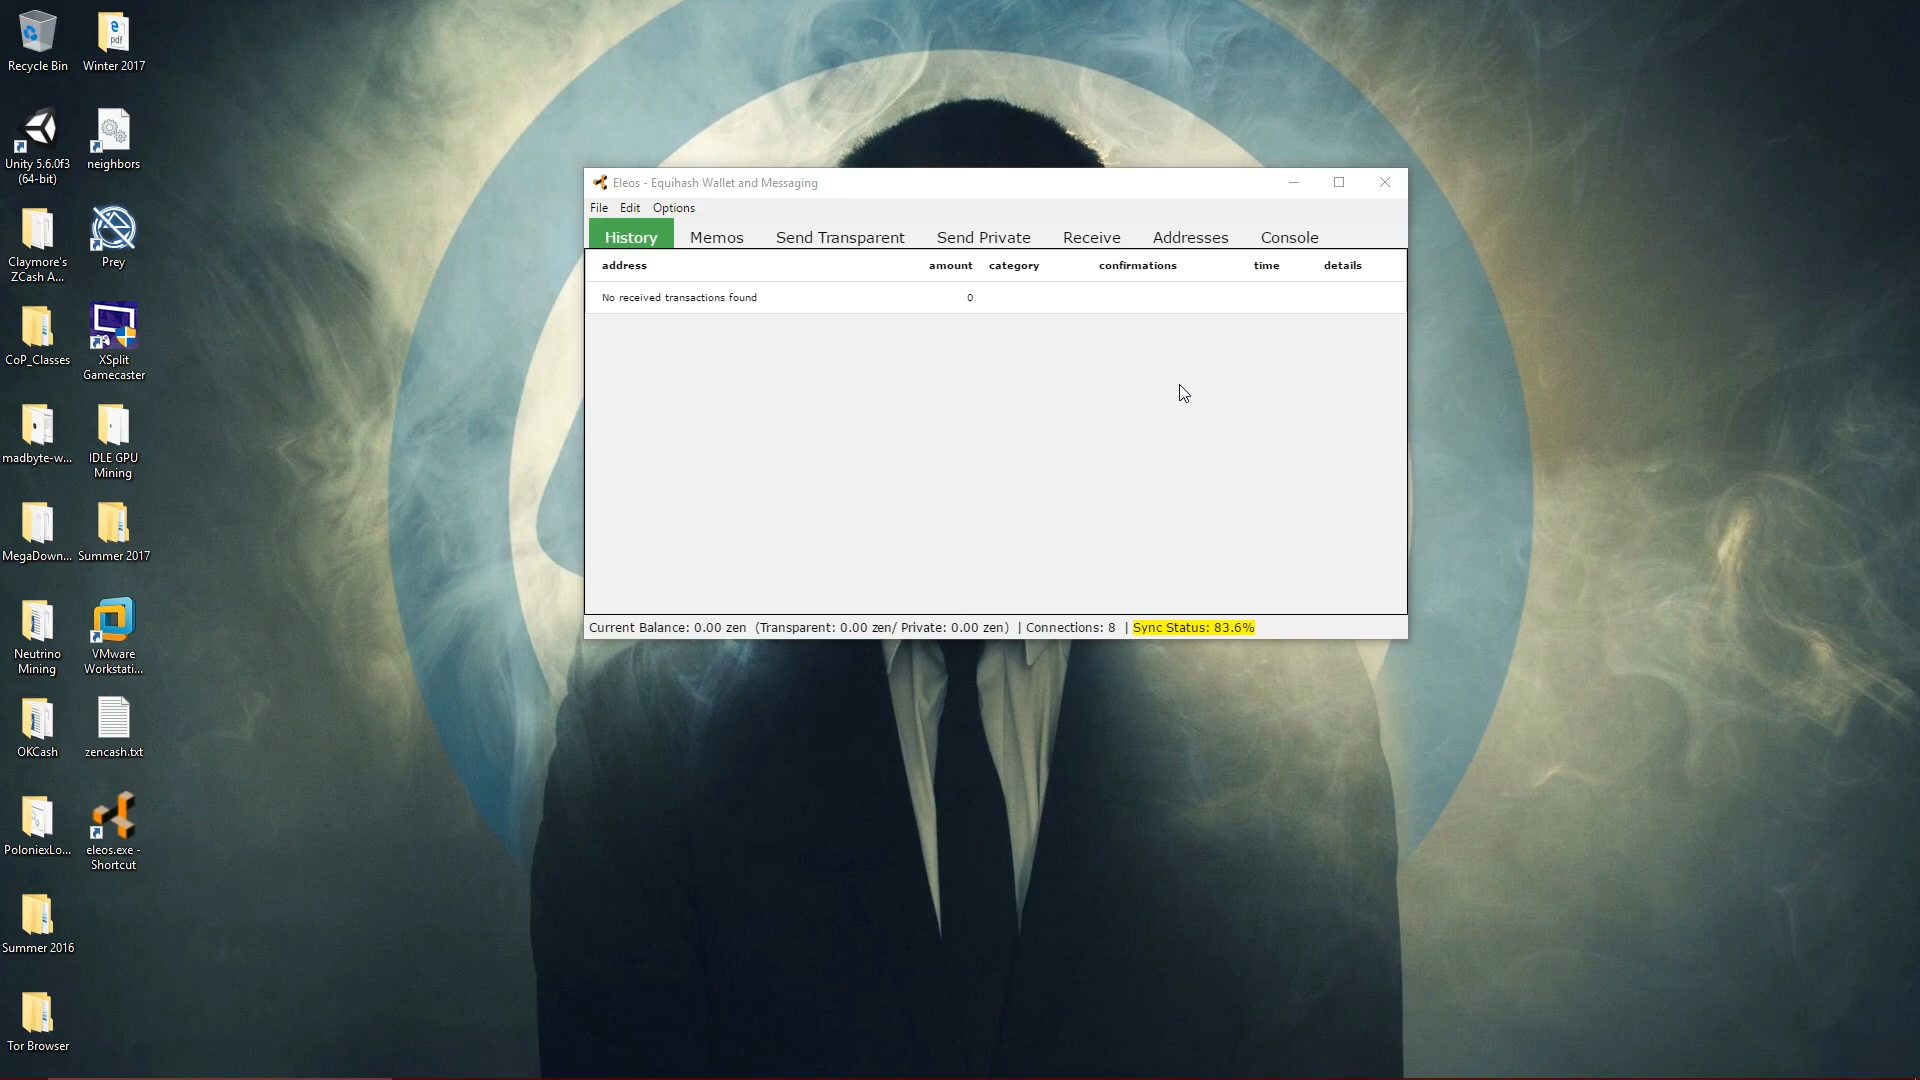 Recycle Bin
Winter 2017
Unity 5.6.0f3
(64-bit)
neighbors
Claymore's
ZCash A...
Prey
CoP_Classes
XSplit
Gamecaster
madbyte-w...
IDLE GPU
Mining
MegaDown...
Summer 2017
Neutrino
Mining
VMware
Workstati...
OKCash
zencash.txt
PoloniexLo...
eleos.exe -
Shortcut
Summer 2016
Tor Browser
pdf
Eleos - Equihash Wallet and Messaging
File Edit Options
History Memos Send Transparent Send Private Receive Addresses Console
address amount category confirmations time details
No received transactions found 0
Current Balance: 0.00 zen (Transparent: 0.00 zen/ Private: 0.00 zen) | Connections: 8 | Sync Status: 83.6%